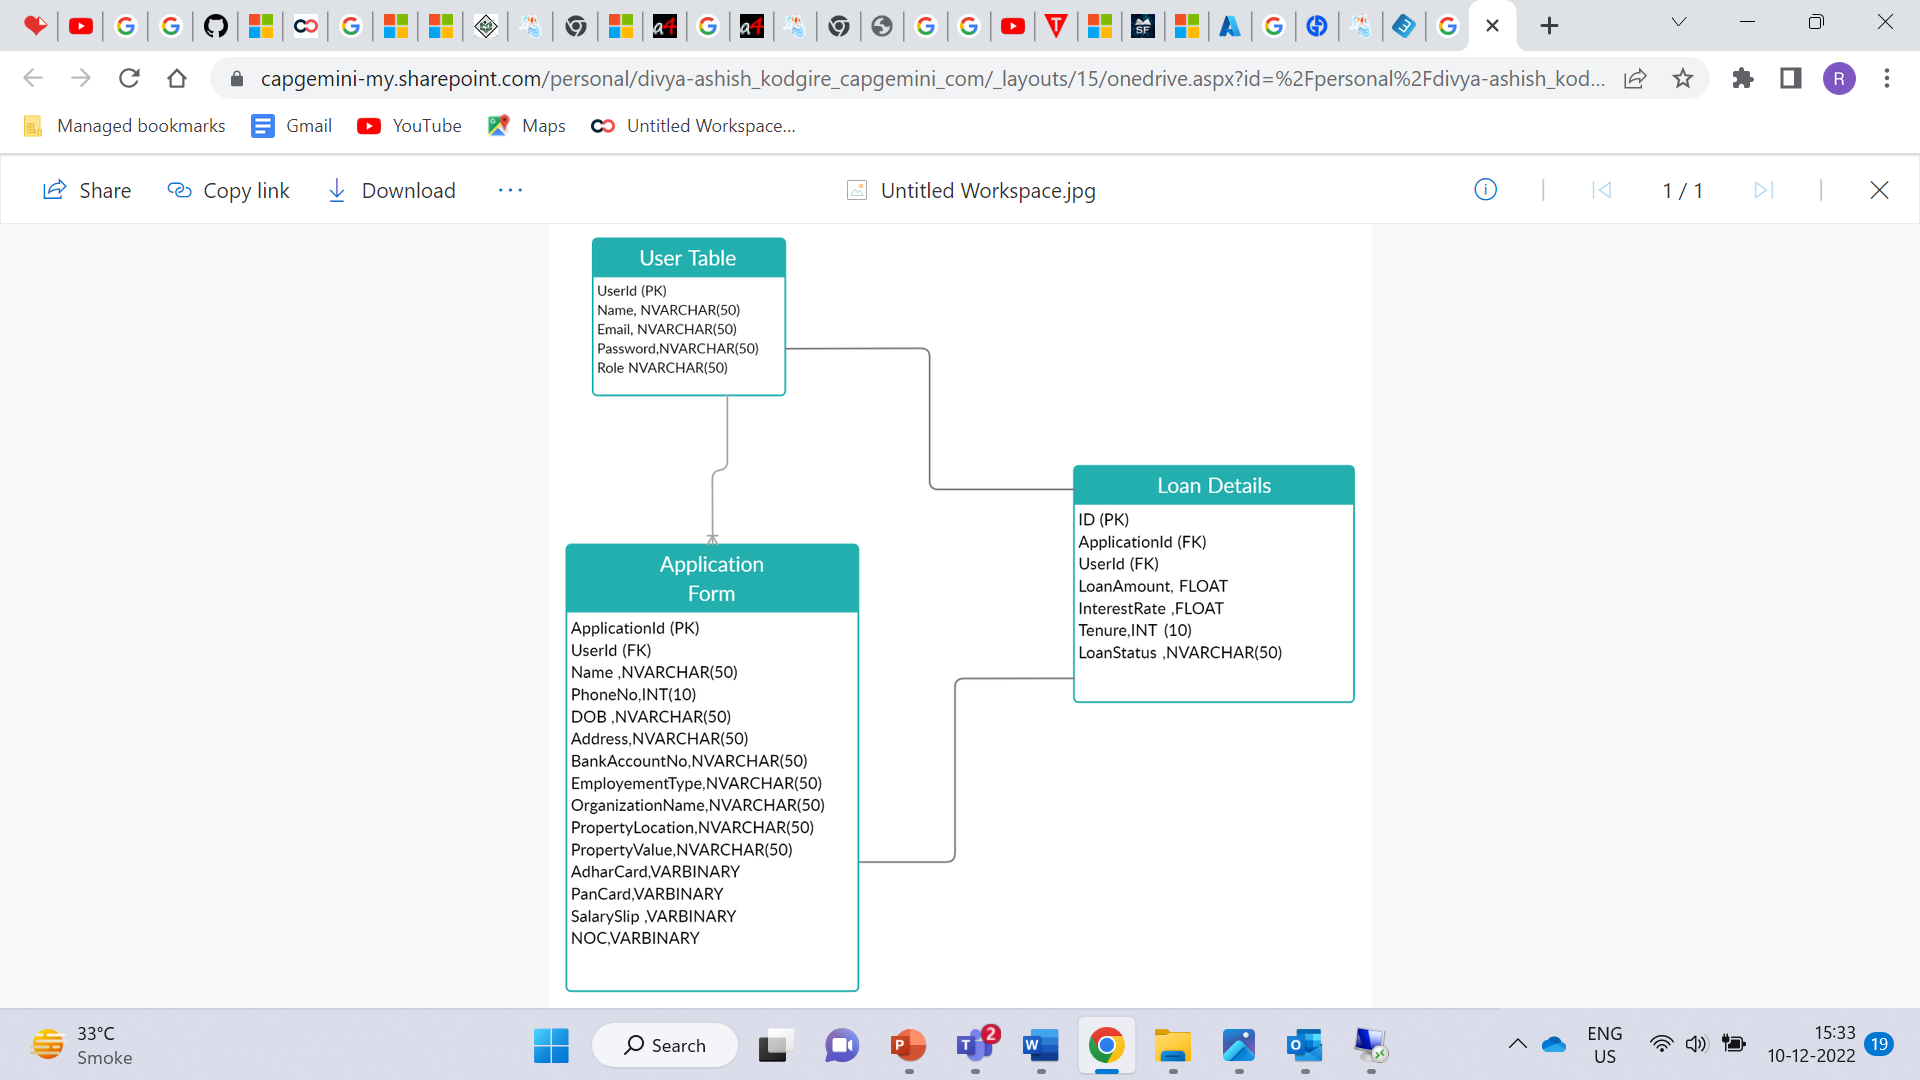 capgemini-my.sharepoint.com/personal/divya-ashish_kodgire_capgemini_com/_layouts/15/onedrive.aspx?id=%2Fpersonal%2Fdivya-ashish_kod...
R
Managed bookmarks
Gmail
YouTube
Maps
Untitled Workspace...
Share
Copy link
Download
Untitled Workspace.jpg
1 / 1
User Table
UserId (PK)
Name, NVARCHAR(50)
Email, NVARCHAR(50)
Password,NVARCHAR(50)
Role NVARCHAR(50)
Loan Details
ID (PK)
ApplicationId (FK)
UserId (FK)
LoanAmount, FLOAT
InterestRate ,FLOAT
Tenure,INT (10)
LoanStatus ,NVARCHAR(50)
Application
Form
ApplicationId (PK)
UserId (FK)
Name ,NVARCHAR(50)
PhoneNo,INT(10)
DOB ,NVARCHAR(50)
Address,NVARCHAR(50)
BankAccountNo,NVARCHAR(50)
EmployementType,NVARCHAR(50)
OrganizationName,NVARCHAR(50)
PropertyLocation,NVARCHAR(50)
PropertyValue,NVARCHAR(50)
AdharCard,VARBINARY
PanCard,VARBINARY
SalarySlip ,VARBINARY
NOC,VARBINARY
33°C
Smoke
Search
2
ENG
US
15:33
10-12-2022
19